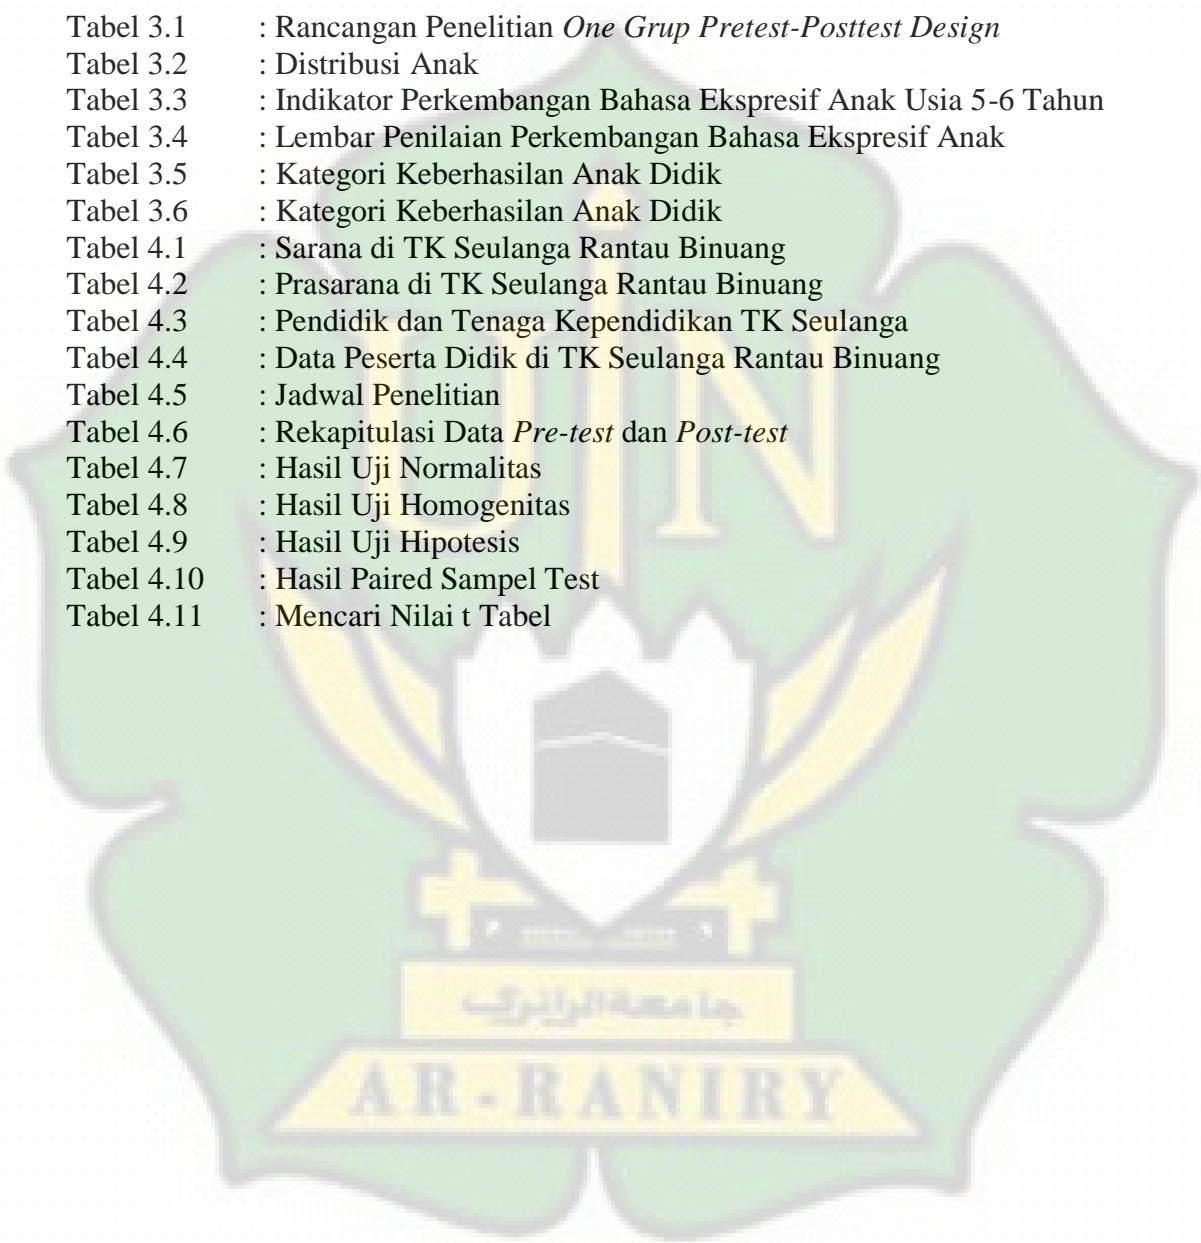 Tabel 3.1 : Rancangan Penelitian One Grup Pretest-Posttest Design
Tabel 3.2 : Distribusi Anak
Tabel 3.3 : Indikator Perkembangan Bahasa Ekspresif Anak Usia 5-6 Tahun
Tabel 3.4 : Lembar Penilaian Perkembangan Bahasa Ekspresif Anak
Tabel 3.5 : Kategori Keberhasilan Anak Didik
Tabel 3.6 : Kategori Keberhasilan Anak Didik
Tabel 4.1 : Sarana di TK Seulanga Rantau Binuang
Tabel 4.2 : Prasarana di TK Seulanga Rantau Binuang
Tabel 4.3 : Pendidik dan Tenaga Kependidikan TK Seulanga
Tabel 4.4 : Data Peserta Didik di TK Seulanga Rantau Binuang
Tabel 4.5 : Jadwal Penelitian
Tabel 4.6 : Rekapitulasi Data Pre-test dan Post-test
Tabel 4.7 : Hasil Uji Normalitas
Tabel 4.8 : Hasil Uji Homogenitas
Tabel 4.9 : Hasil Uji Hipotesis
Tabel 4.10 : Hasil Paired Sampel Test
Tabel 4.11 : Mencari Nilai t Tabel
UIN
جامعة الرانري
AR-RANIRY